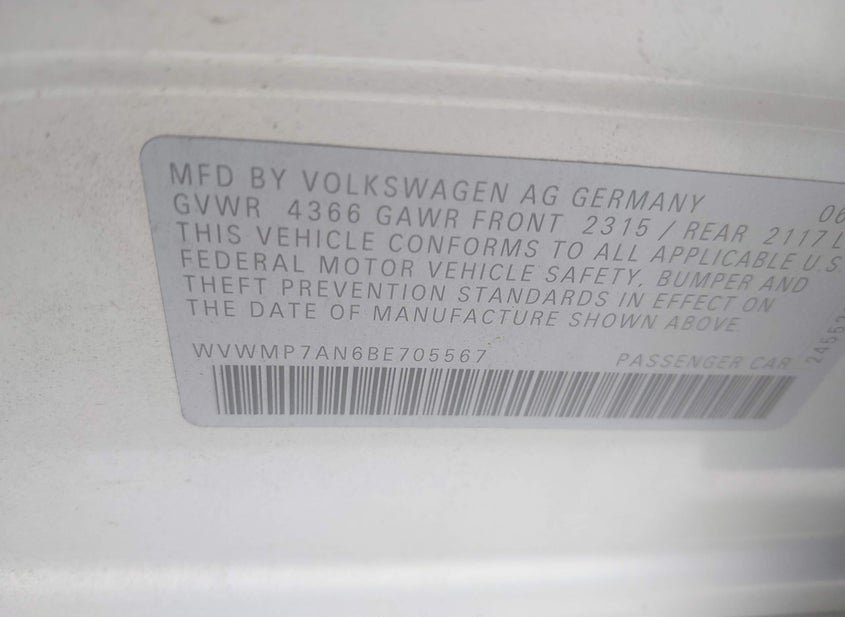 MFD BY VOLKSWAGEN AG GERMANY 06
GVWR 4366 GAWR FRONT 2315 / REAR 2117 L
THIS VEHICLE CONFORMS TO ALL APPLICABLE U.S
FEDERAL MOTOR VEHICLE SAFETY, BUMPER AND
THEFT PREVENTION STANDARDS IN EFFECT ON
THE DATE OF MANUFACTURE SHOWN ABOVE
WVWMP7AN6BE705567 PASSENGER CAR